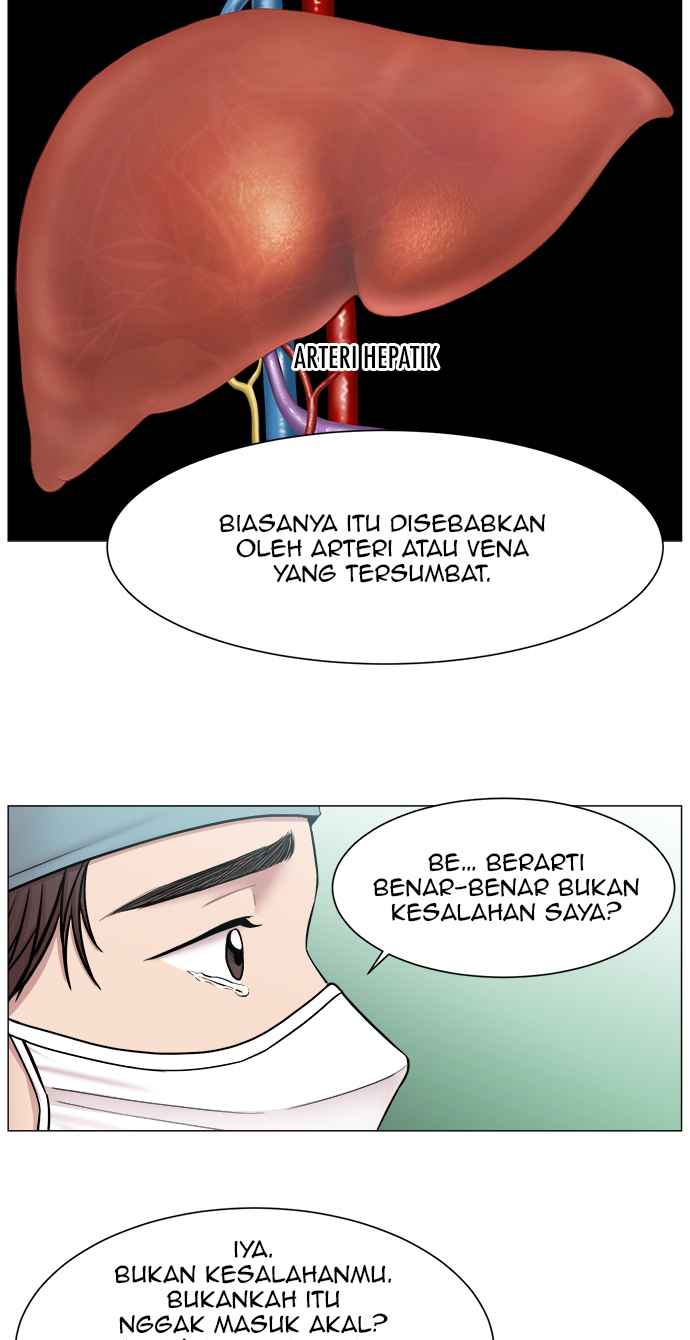 ARTERI HEPATIK
BIASANYA ITU DISEBABKAN
OLEH ARTERI ATAU VENA
YANG TERSUMBAT.
BE... BERARTI
BENAR-BENAR BUKAN
KESALAHAN SAYA?
IYA.
BUKAN KESALAHANMU.
BUKANKAH ITU
NGGAK MASUK AKAL?